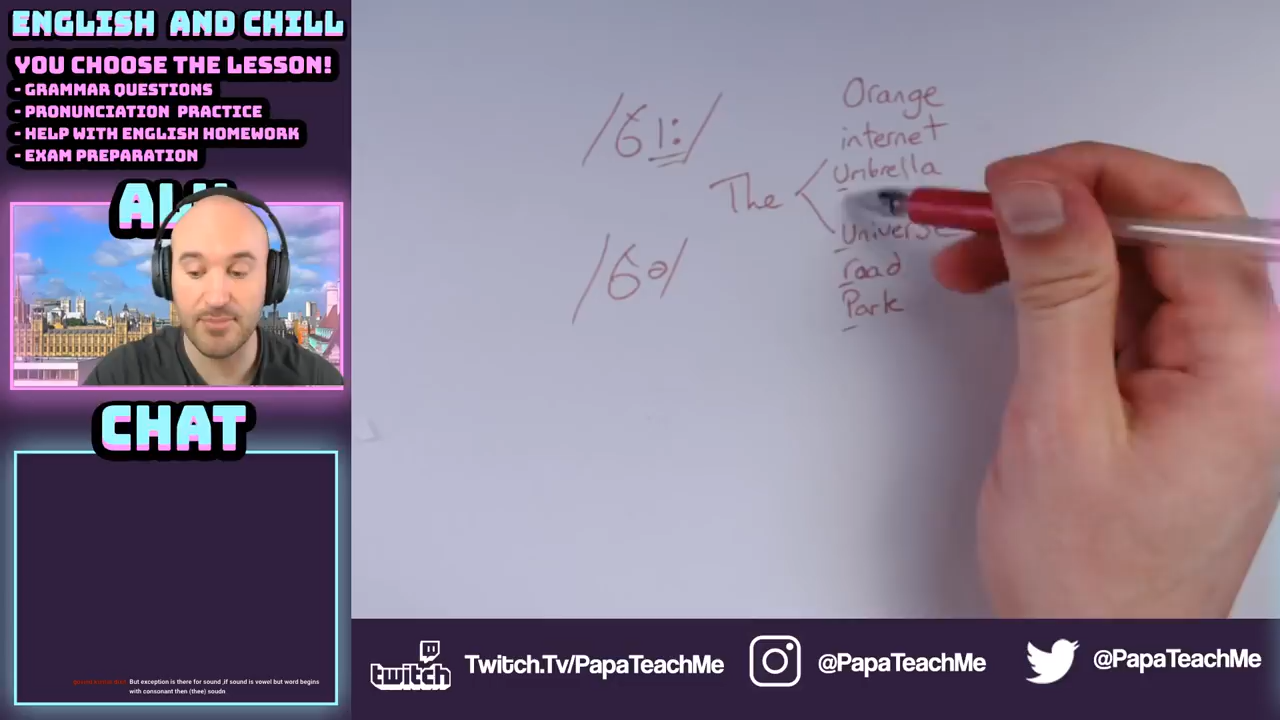 ENGLISH AND CHILL
YOU CHOOSE THE LESSON!
- GRAMMAR QUESTIONS
- PRONUNCIATION PRACTICE
- HELP WITH ENGLISH HOMEWORK
- EXAM PREPARATION
CHAT
But exception is there for sound ,if sound is vowel but word begins
with consonant then (thee) soudn
/ðı:/
/ðə/
The
Orange
internet
Umbrella
Universe
road
Park
twitch
Twitch.Tv/PapaTeachMe
@PapaTeachMe
@PapaTeachMe